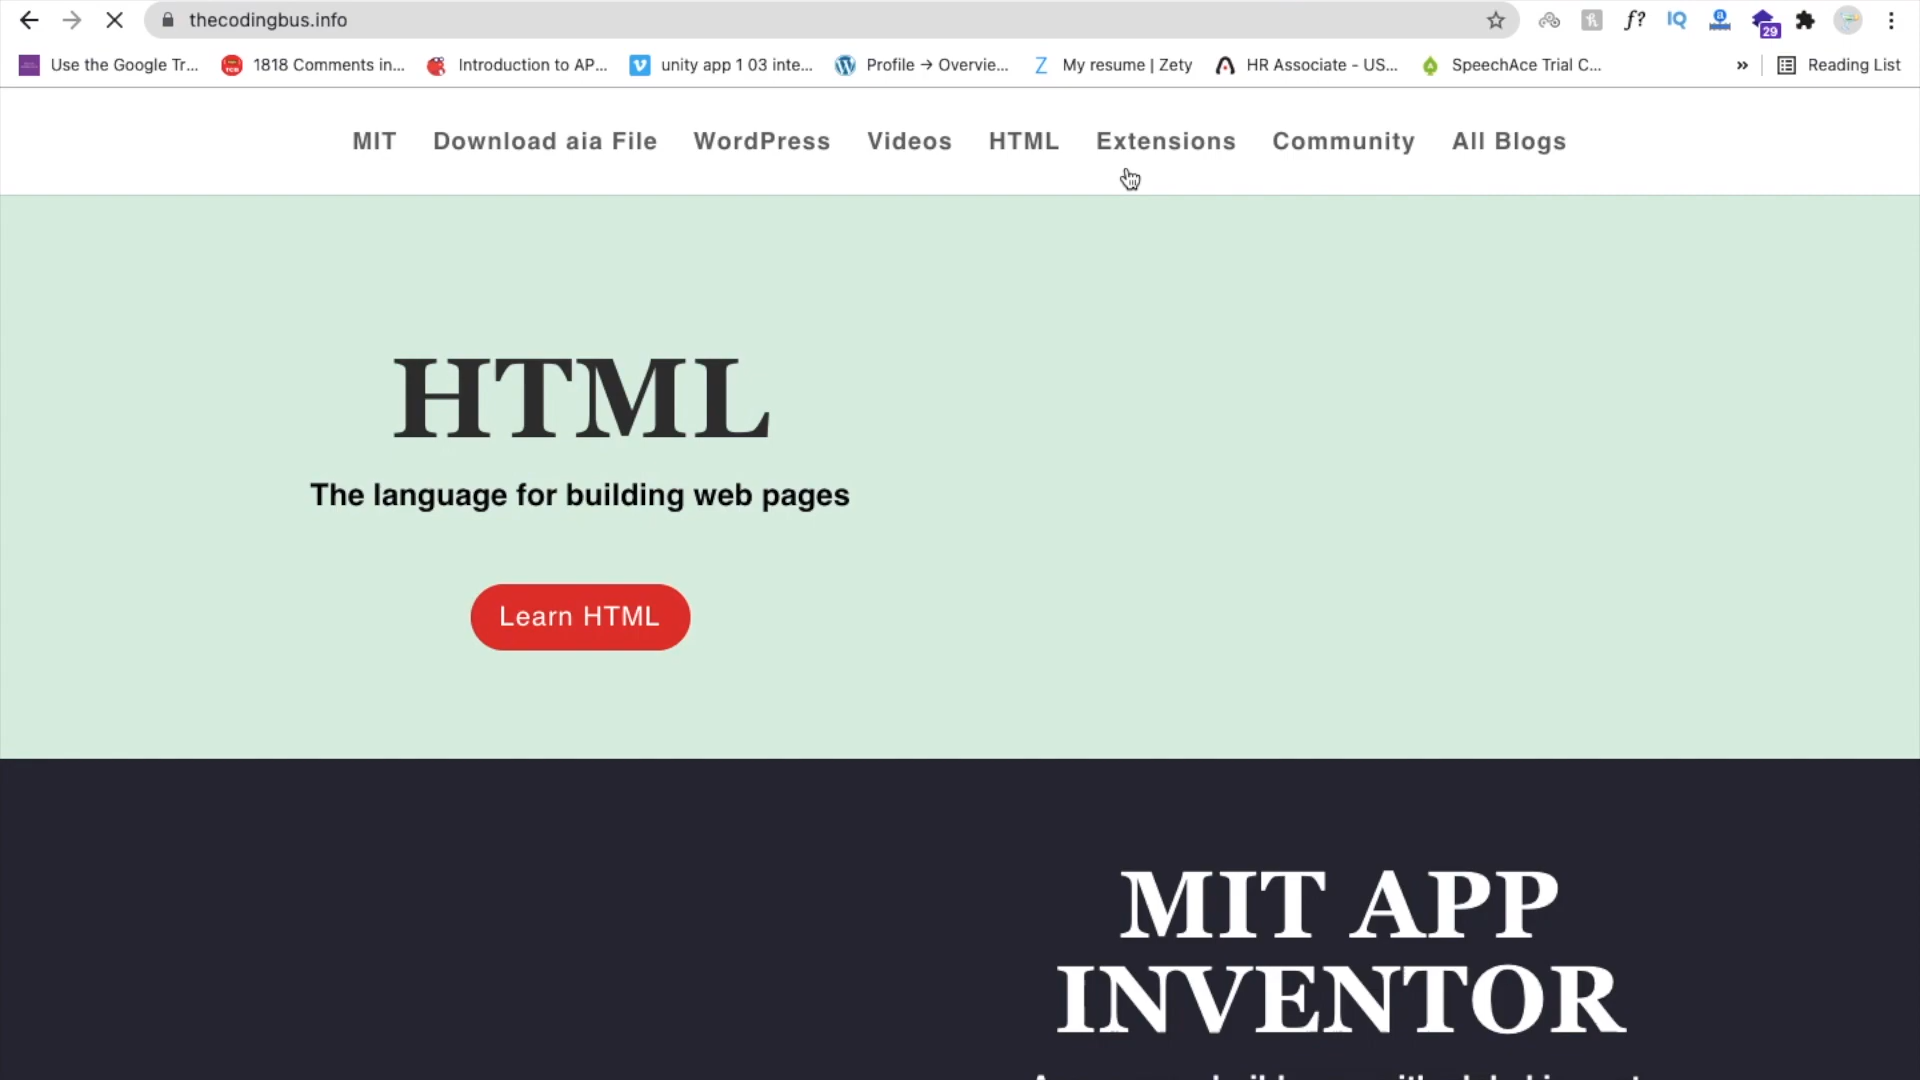 thecodingbus.info
f?
IQ
a
29
Use the Google Tr...
1818 Comments in...
Introduction to AP...
unity app 1 03 inte...
Profile → Overvie...
Z
My resume | Zety
HR Associate - US...
SpeechAce Trial C...
»
Reading List
MIT
Download aia File
WordPress
Videos
HTML
Extensions
Community
All Blogs
HTML
The language for building web pages
Learn HTML
MIT APP
INVENTOR